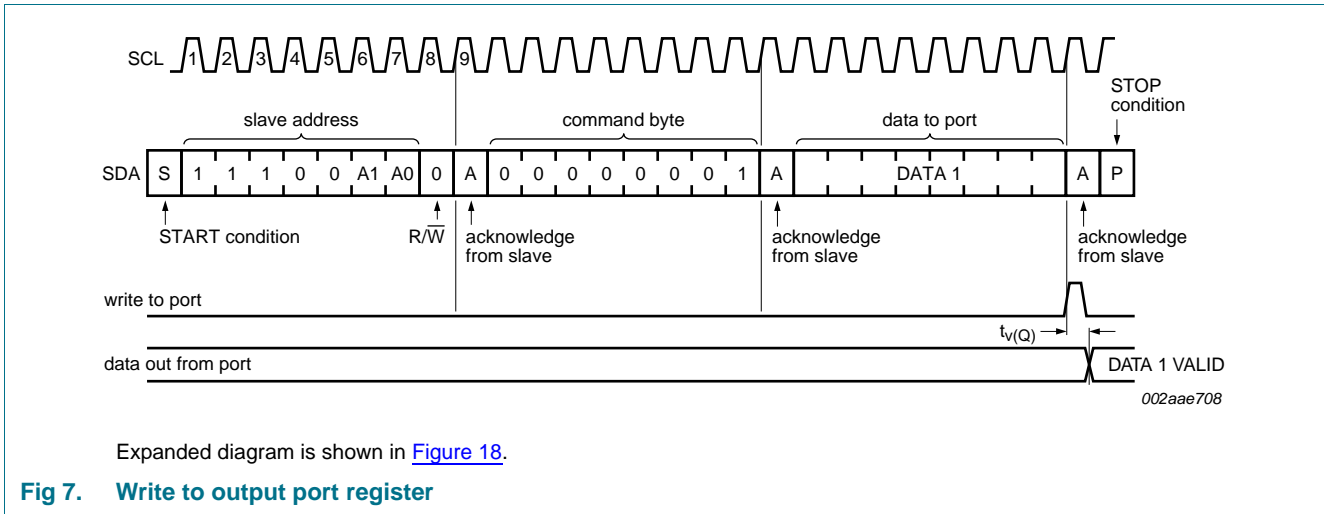 SCL 1 2 3 4 5 6 7 8 9
STOP condition
slave address command byte data to port
SDA S 1 1 1 0 0 A1 A0 0 A 0 0 0 0 0 0 0 1 A DATA 1 A P
START condition R/W̅ acknowledge from slave acknowledge from slave acknowledge from slave
write to port
tv(Q)
data out from port DATA 1 VALID
002aae708
Expanded diagram is shown in Figure 18.
Fig 7. Write to output port register